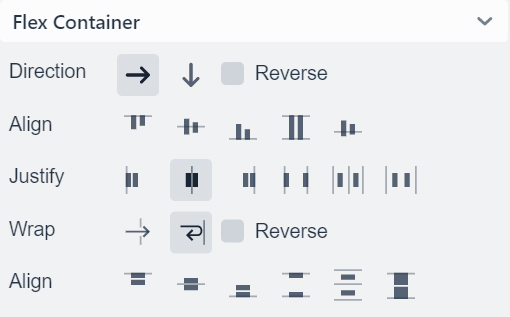 Flex Container
Direction Reverse
Align
Justify
Wrap Reverse
Align